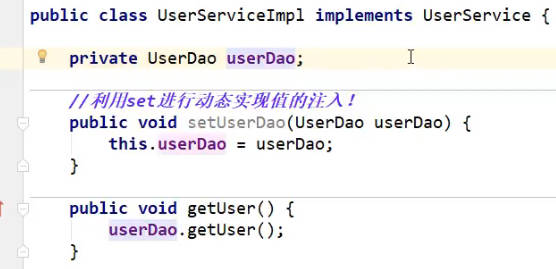 public class UserServiceImpl implements UserService {
private UserDao userDao;
//利用set进行动态实现值的注入!
public void setUserDao(UserDao userDao) {
this.userDao = userDao;
}
public void getUser() {
userDao.getUser();
}